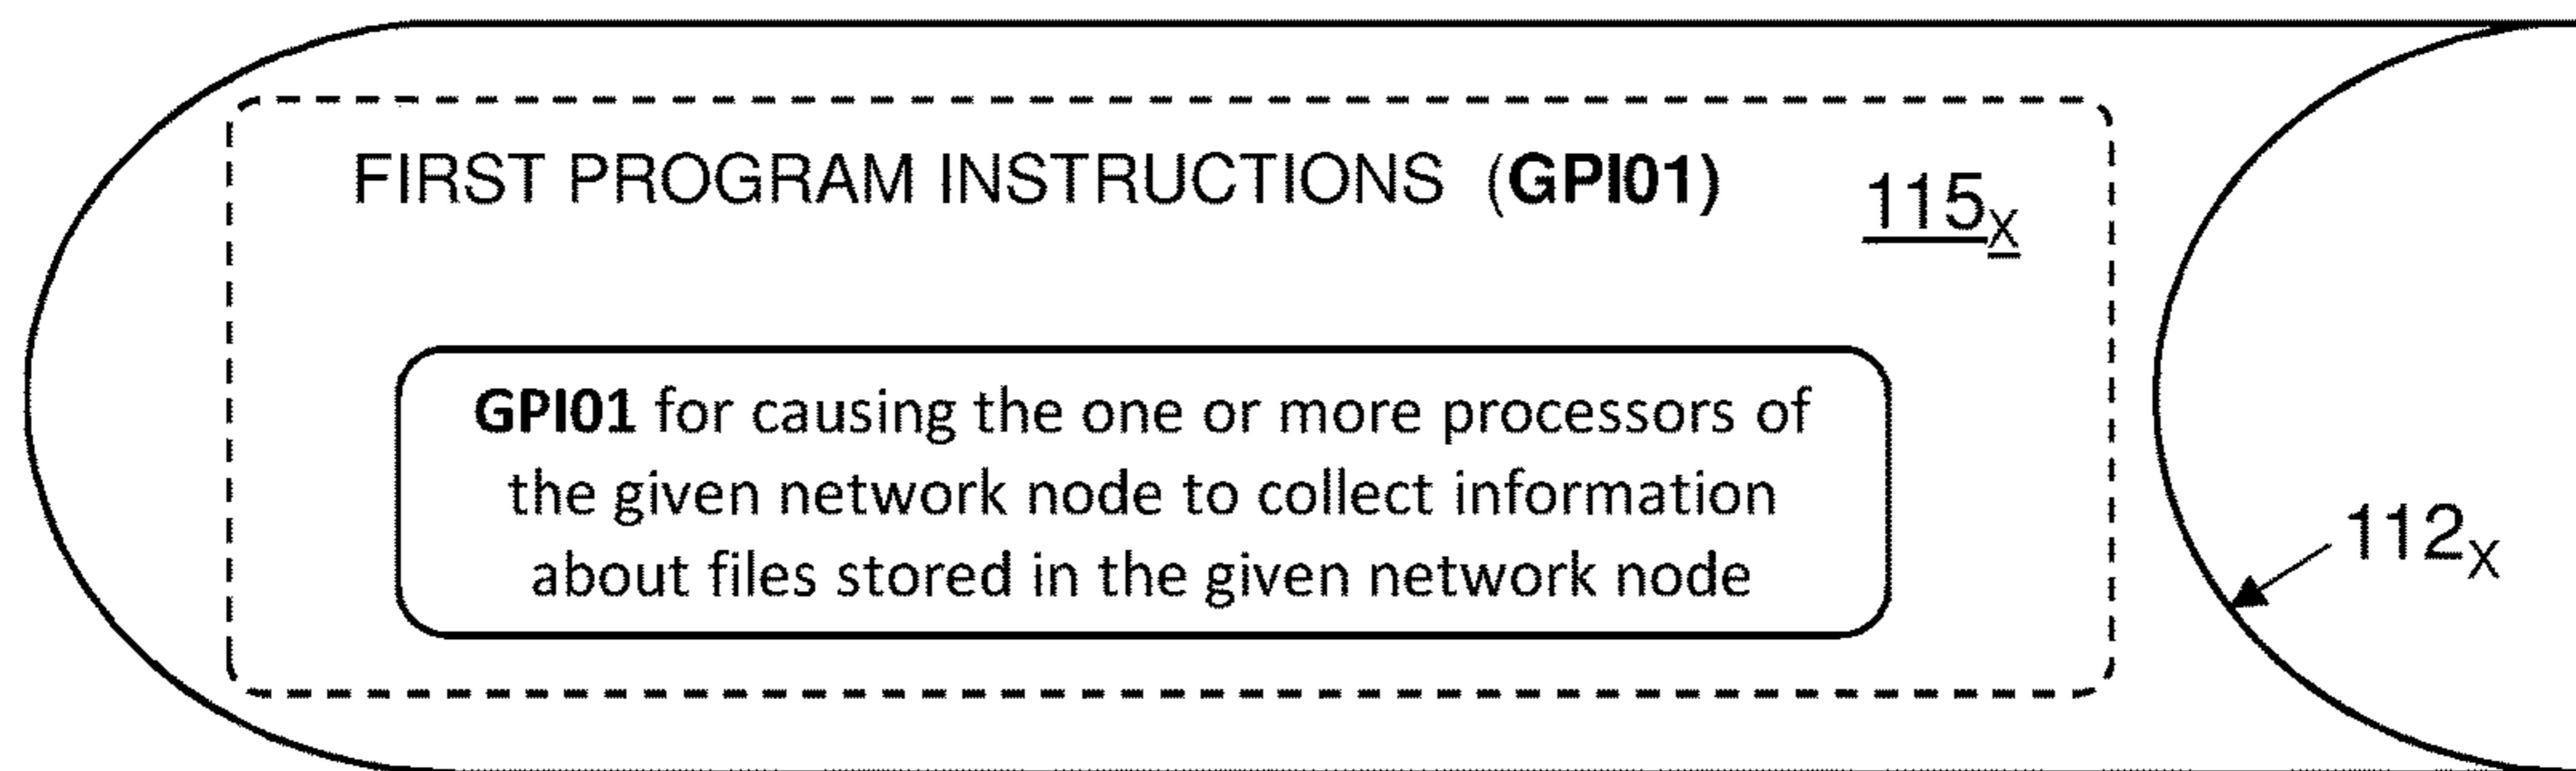 FIRST PROGRAM INSTRUCTIONS (GPI01)
115X
GPI01 for causing the one or more processors of
the given network node to collect information
about files stored in the given network node
112X